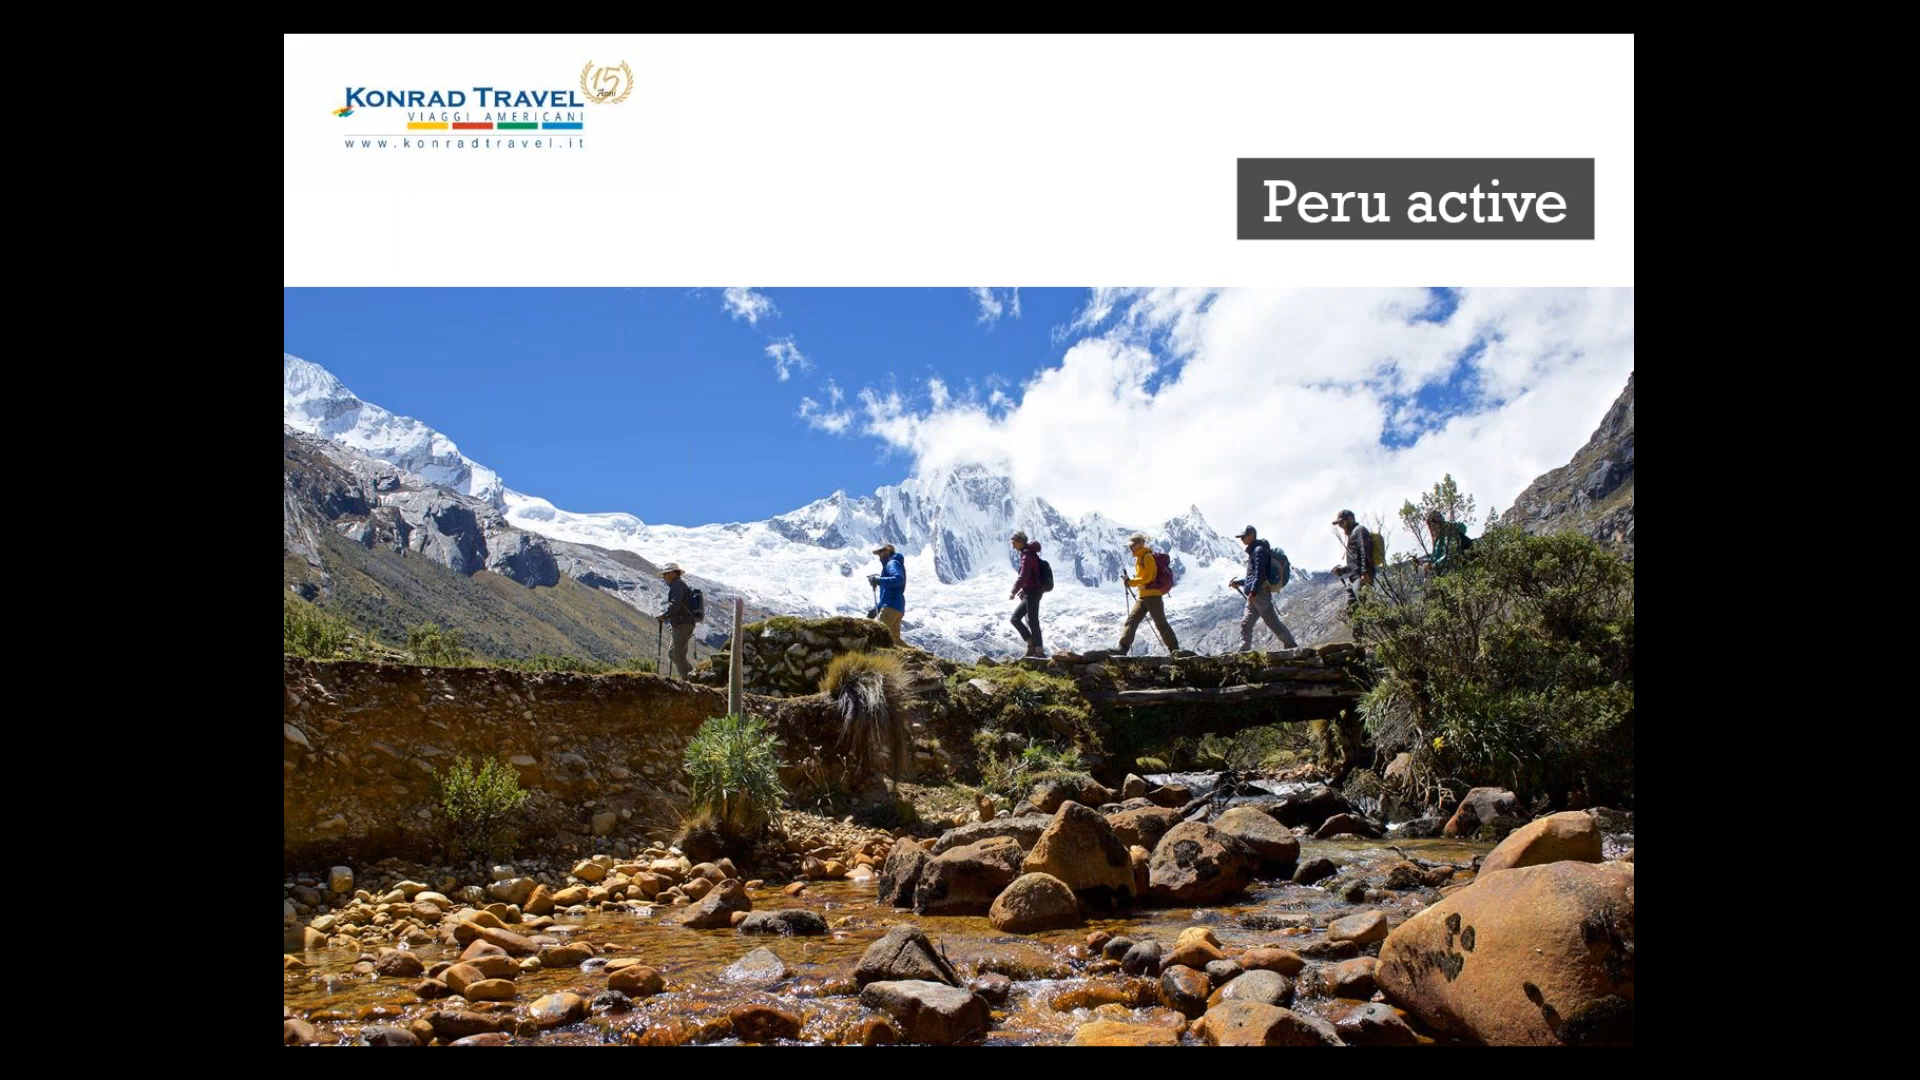 KONRAD TRAVEL
15
Anni
VIAGGI AMERICANI
www.konradtravel.it
Peru active